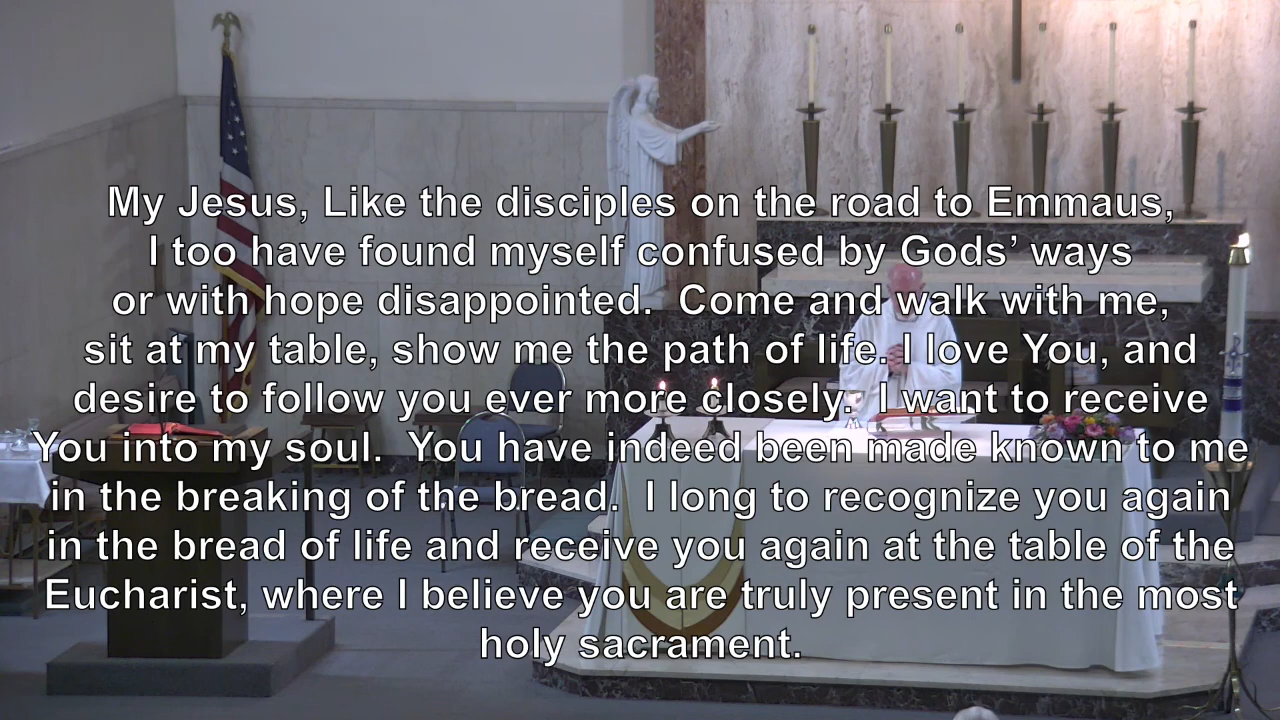 My Jesus, Like the disciples on the road to Emmaus,
I too have found myself confused by Gods’ ways
or with hope disappointed.  Come and walk with me,
sit at my table, show me the path of life. I love You, and
desire to follow you ever more closely.  I want to receive
You into my soul.  You have indeed been made known to me
in the breaking of the bread.  I long to recognize you again
in the bread of life and receive you again at the table of the
Eucharist, where I believe you are truly present in the most
holy sacrament.